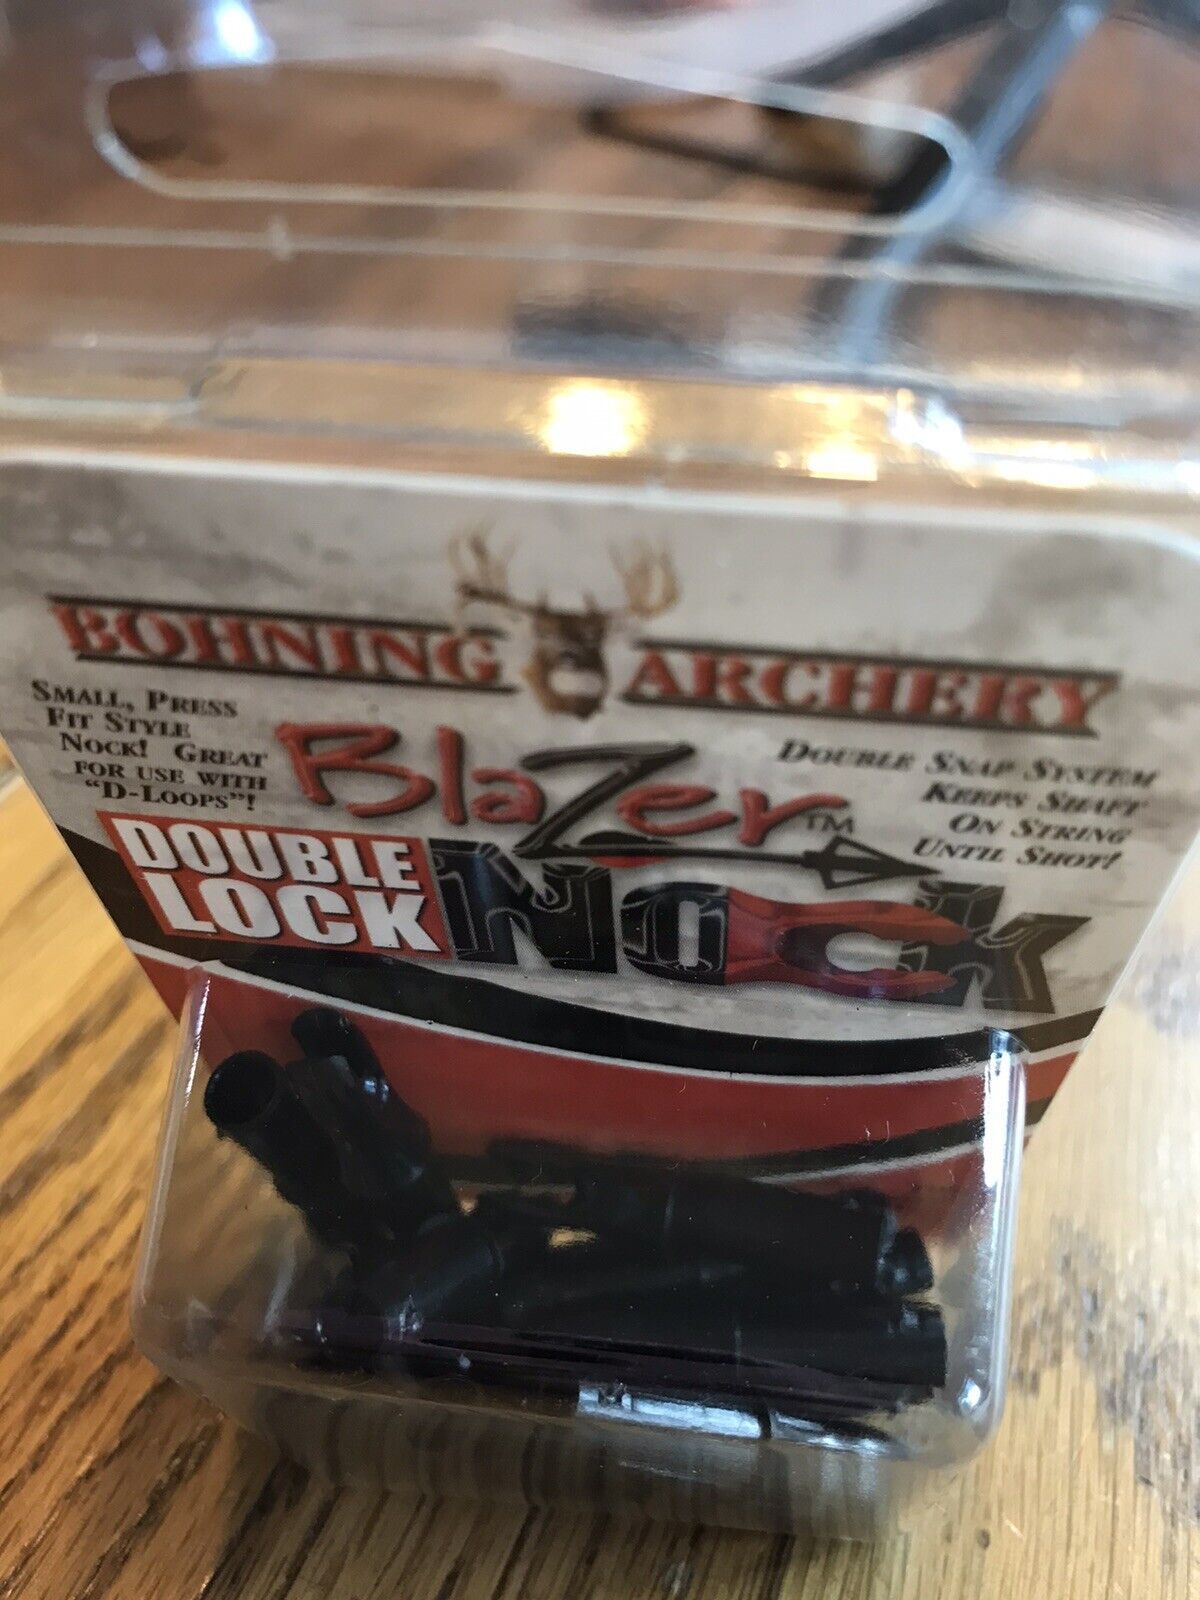 BOHNING ARCHERY
SMALL, PRESS
FIT STYLE
NOCK! GREAT
FOR USE WITH
"D-LOOPS"!
BlaZer™
DOUBLE SNAP SYSTEM
KEEPS SHAFT
ON STRING
UNTIL SHOT!
DOUBLE
LOCK
NOCK